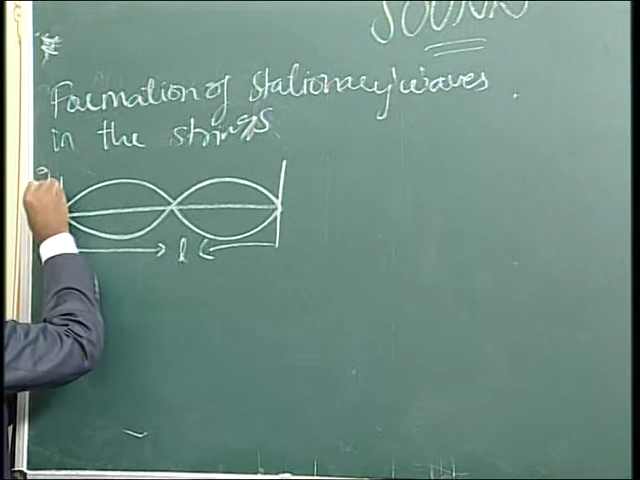 SOUND
Formation of stationary waves
in the strings
l